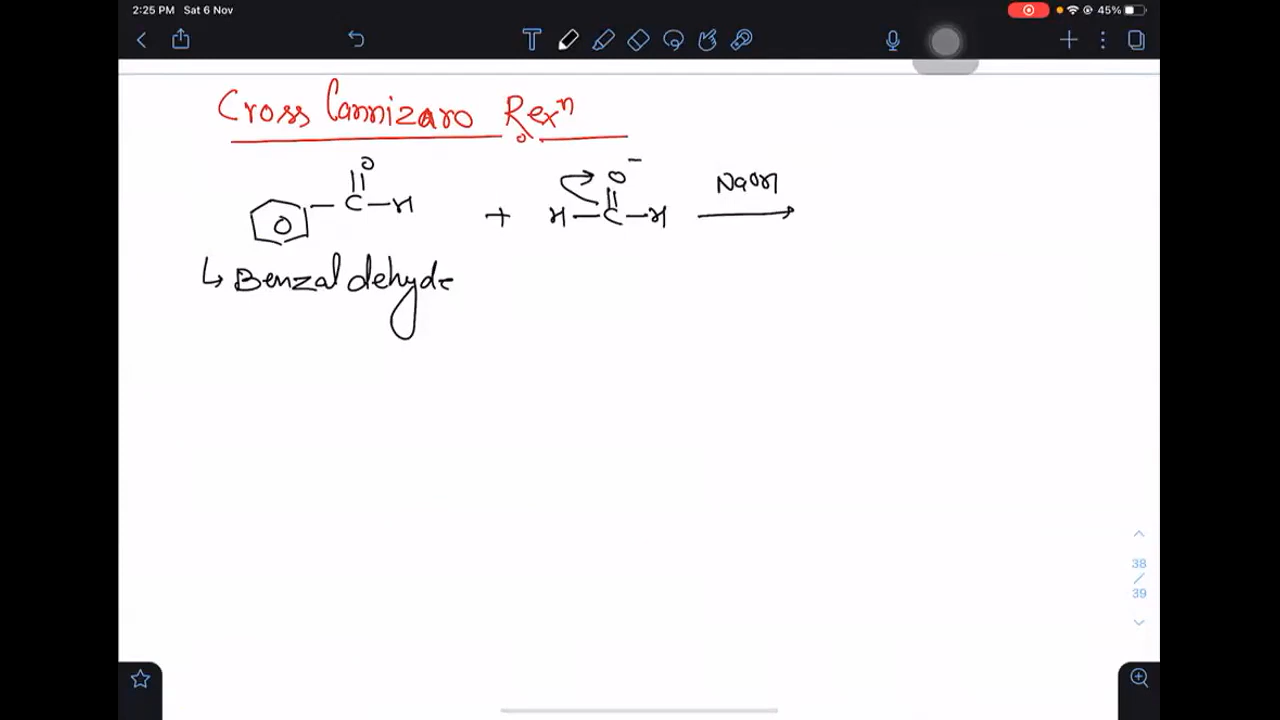 2:25 PM Sat 6 Nov
45%
Cross Cannizaro Rexⁿ
O O⁻
C—H + H—C—H NaOH
↳ Benzaldehyde
38
/
39